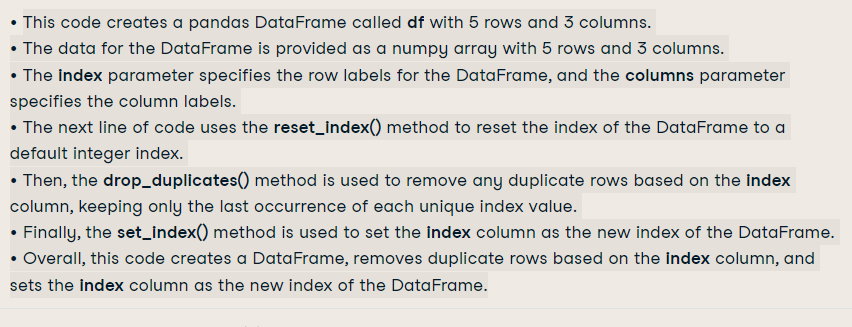 • This code creates a pandas DataFrame called df with 5 rows and 3 columns.
• The data for the DataFrame is provided as a numpy array with 5 rows and 3 columns.
• The index parameter specifies the row labels for the DataFrame, and the columns parameter
specifies the column labels.
• The next line of code uses the reset_index() method to reset the index of the DataFrame to a
default integer index.
• Then, the drop_duplicates() method is used to remove any duplicate rows based on the index
column, keeping only the last occurrence of each unique index value.
• Finally, the set_index() method is used to set the index column as the new index of the DataFrame.
• Overall, this code creates a DataFrame, removes duplicate rows based on the index column, and
sets the index column as the new index of the DataFrame.